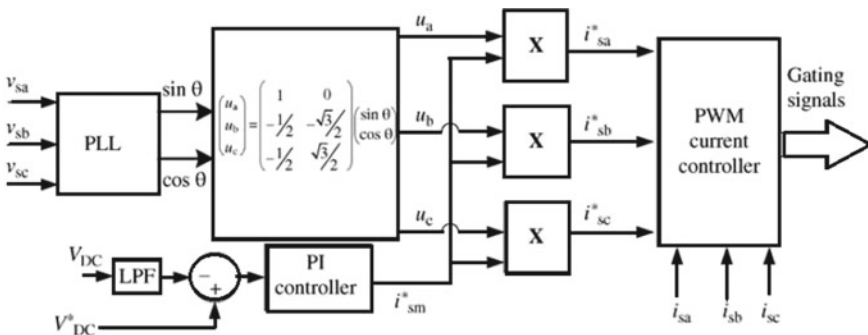 v_sa
v_sb
v_sc
PLL
sin θ
cos θ
(u_a u_b u_c) = (1 0 -1/2 -√3/2 -1/2 √3/2) (sin θ cos θ)
u_a
u_b
u_c
X
X
X
i*_sa
i*_sb
i*_sc
PWM
current
controller
Gating
signals
V_DC
LPF
−
+
V*_DC
PI
controller
i*_sm
i_sa
i_sb
i_sc